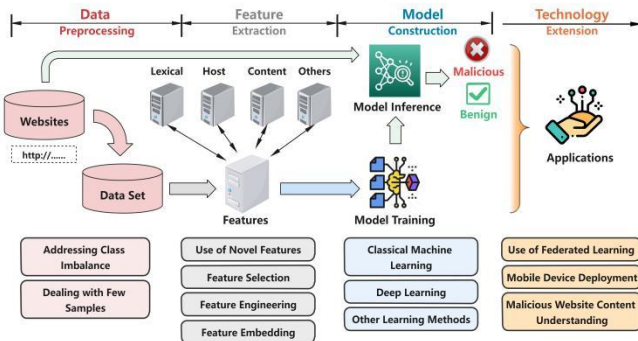 Data
Preprocessing
Feature
Extraction
Model
Construction
Technology
Extension
Lexical
Host
Content
Others
Websites
http://......
Data Set
Features
Model Inference
Malicious
Benign
Model Training
Applications
Addressing Class
Imbalance
Dealing with Few
Samples
Use of Novel Features
Feature Selection
Feature Engineering
Feature Embedding
Classical Machine
Learning
Deep Learning
Other Learning Methods
Use of Federated Learning
Mobile Device Deployment
Malicious Website Content
Understanding